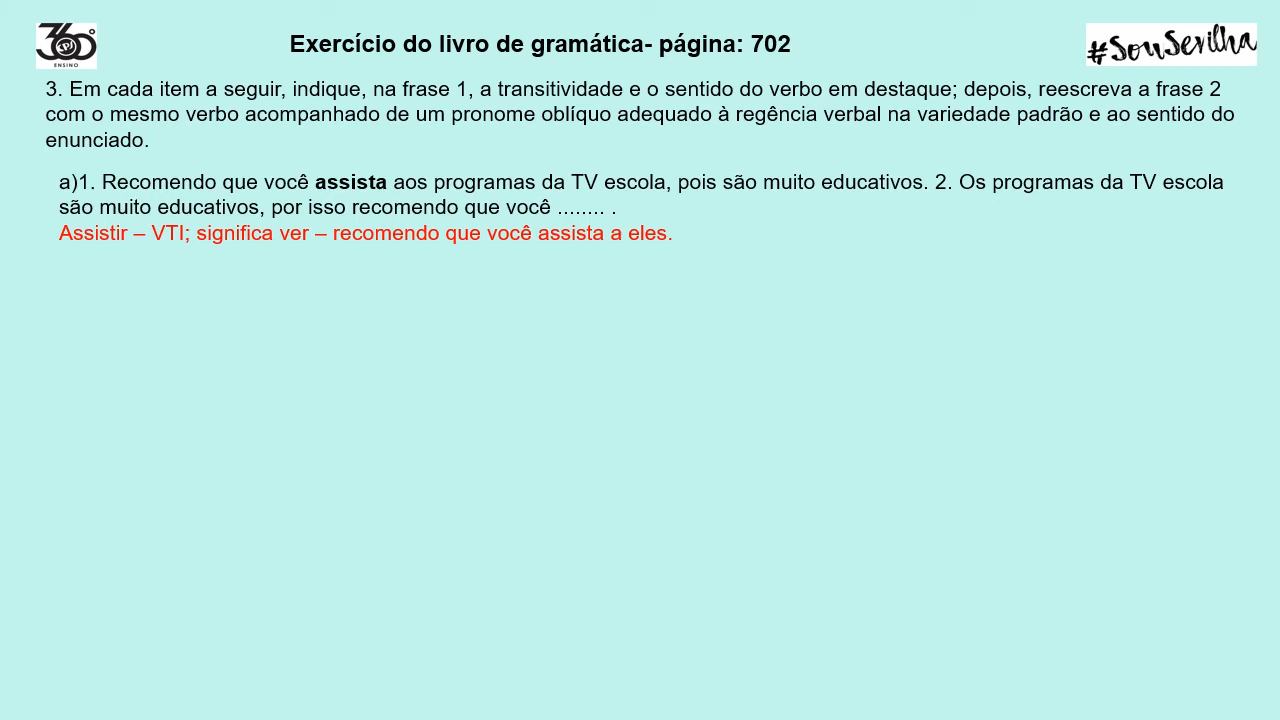 360°
XPJ
ENSINO
Exercício do livro de gramática- página: 702
#SouSevilha
3. Em cada item a seguir, indique, na frase 1, a transitividade e o sentido do verbo em destaque; depois, reescreva a frase 2
com o mesmo verbo acompanhado de um pronome oblíquo adequado à regência verbal na variedade padrão e ao sentido do
enunciado.
a)1. Recomendo que você assista aos programas da TV escola, pois são muito educativos. 2. Os programas da TV escola
são muito educativos, por isso recomendo que você ........ .
Assistir – VTI; significa ver – recomendo que você assista a eles.